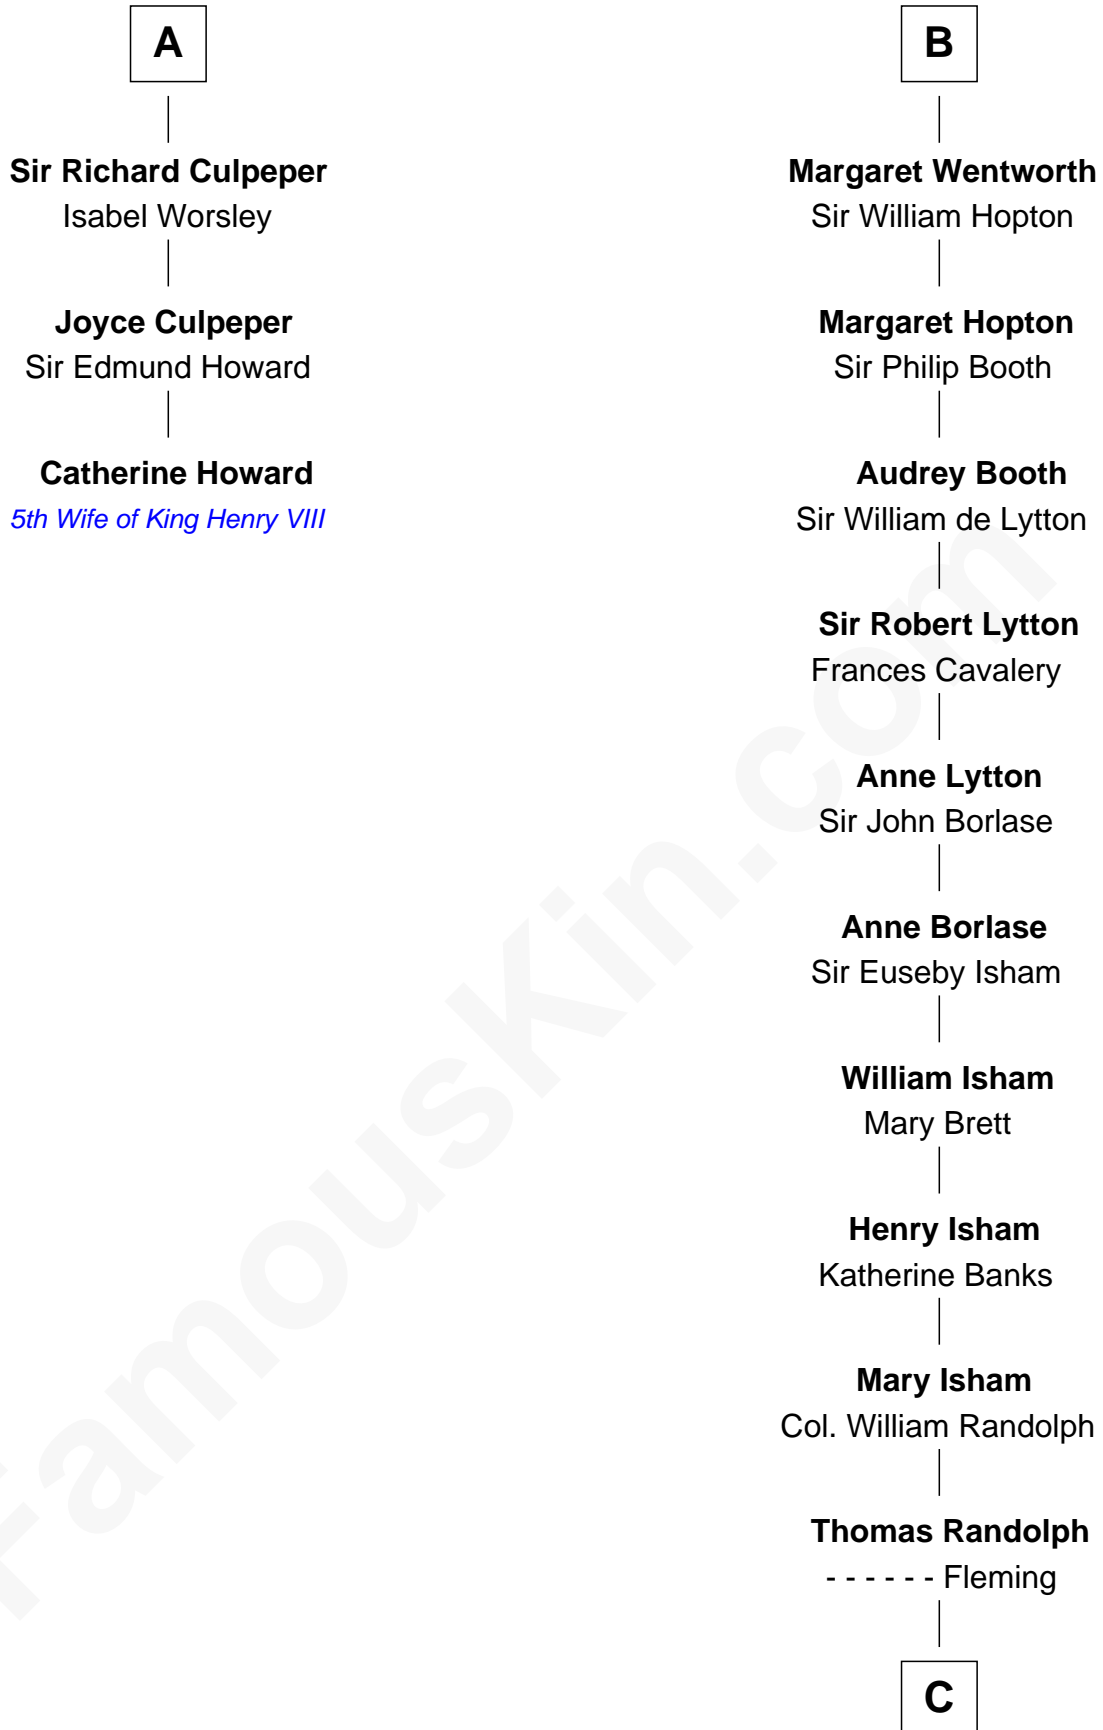 A
Sir Richard Culpeper
Isabel Worsley
Joyce Culpeper
Sir Edmund Howard
Catherine Howard
5th Wife of King Henry VIII
B
Margaret Wentworth
Sir William Hopton
Margaret Hopton
Sir Philip Booth
Audrey Booth
Sir William de Lytton
Sir Robert Lytton
Frances Cavalery
Anne Lytton
Sir John Borlase
Anne Borlase
Sir Euseby Isham
William Isham
Mary Brett
Henry Isham
Katherine Banks
Mary Isham
Col. William Randolph
Thomas Randolph
- - - - - - Fleming
C
FamousKin.com